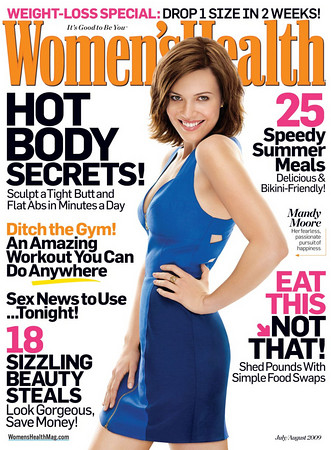 WEIGHT-LOSS SPECIAL: DROP 1 SIZE IN 2 WEEKS!
It's Good to Be You
Women'sHealth
HOT
BODY
SECRETS!
Sculpt a Tight Butt and
Flat Abs in Minutes a Day
Ditch the Gym!
An Amazing
Workout You Can
Do Anywhere
Sex News to Use
...Tonight!
18
SIZZLING
BEAUTY
STEALS
Look Gorgeous,
Save Money!
WomensHealthMag.com
25
Speedy
Summer
Meals
Delicious &
Bikini-Friendly!
Mandy
Moore
Her fearless,
passionate
pursuit of
happiness
EAT
THIS
NOT
THAT!
Shed Pounds With
Simple Food Swaps
July/August 2009